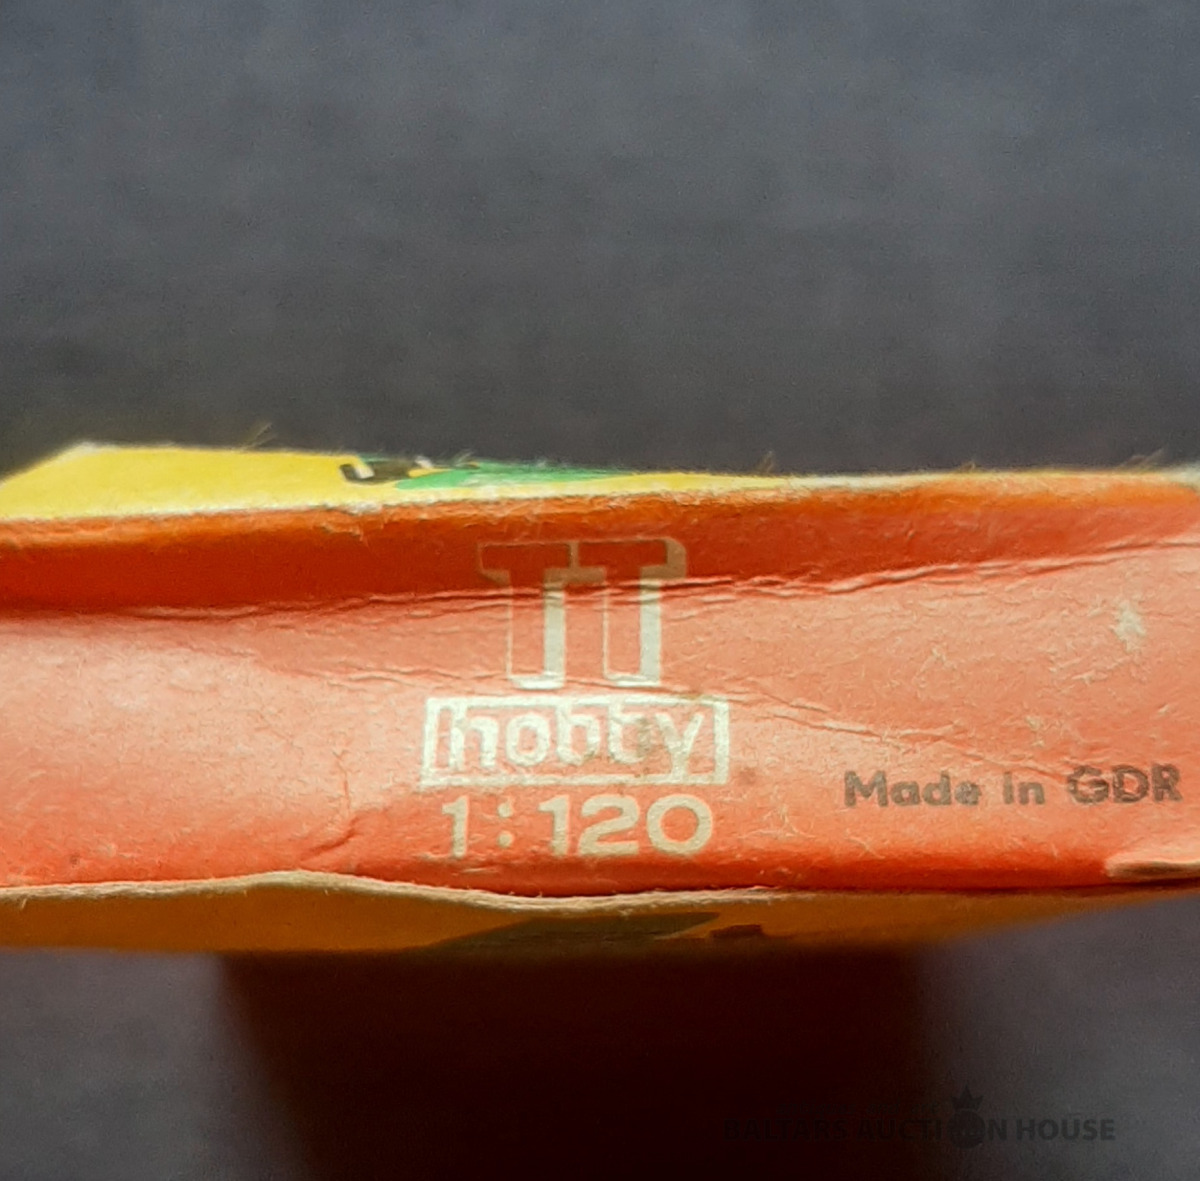 TT
hobby
1:120
Made in GDR
BALTARS AUCTION HOUSE